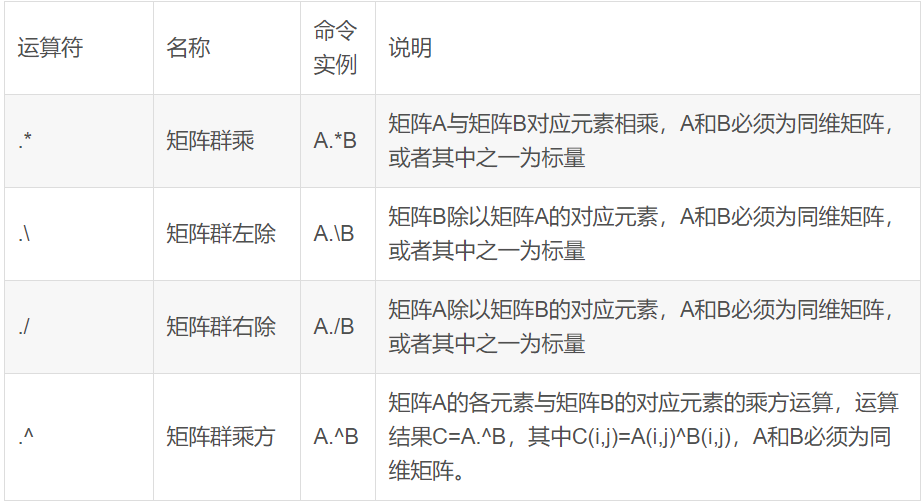 运算符 名称 命令实例 说明
.* 矩阵群乘 A.*B 矩阵A与矩阵B对应元素相乘，A和B必须为同维矩阵，
或者其中之一为标量
.\ 矩阵群左除 A.\B 矩阵B除以矩阵A的对应元素，A和B必须为同维矩阵，
或者其中之一为标量
./ 矩阵群右除 A./B 矩阵A除以矩阵B的对应元素，A和B必须为同维矩阵，
或者其中之一为标量
.^ 矩阵群乘方 A.^B 矩阵A的各元素与矩阵B的对应元素的乘方运算，运算
结果C=A.^B，其中C(i,j)=A(i,j)^B(i,j)，A和B必须为同
维矩阵。